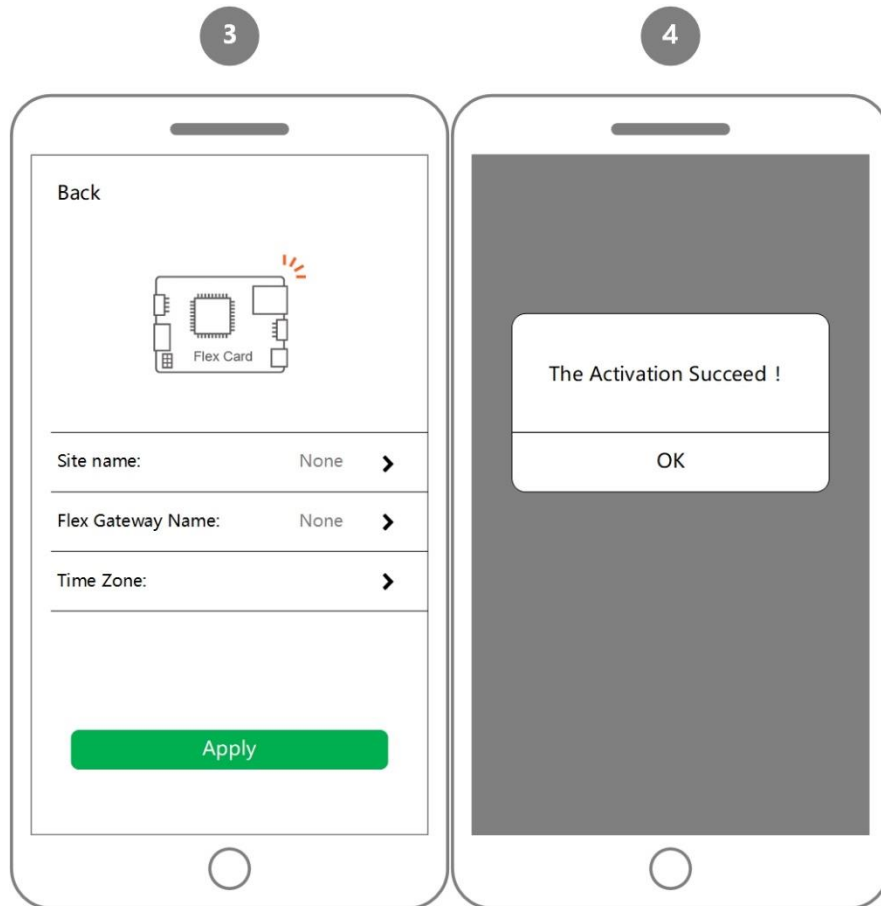 3
4
Back
Flex Card
Site name: None
Flex Gateway Name: None
Time Zone:
Apply
The Activation Succeed !
OK